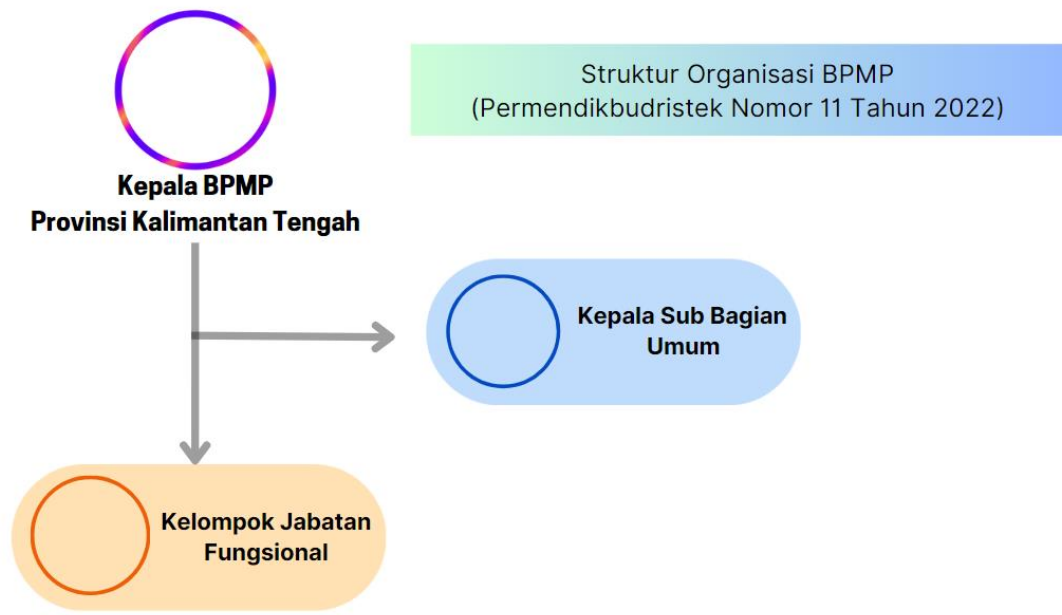 Struktur Organisasi BPMP
(Permendikbudristek Nomor 11 Tahun 2022)
Kepala BPMP
Provinsi Kalimantan Tengah
Kepala Sub Bagian
Umum
Kelompok Jabatan
Fungsional